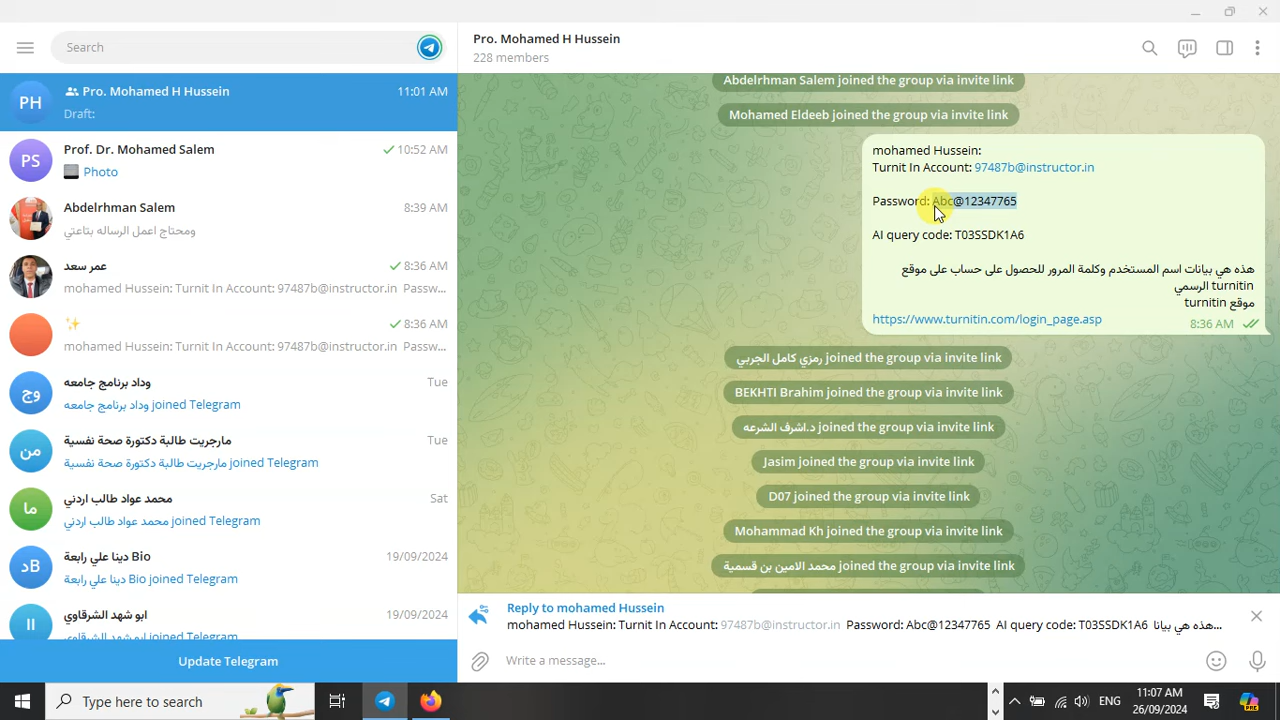 Search
Pro. Mohamed H Hussein
228 members
PH
Pro. Mohamed H Hussein
11:01 AM
Draft:
PS
Prof. Dr. Mohamed Salem
10:52 AM
Photo
Abdelrhman Salem
8:39 AM
ومحتاج اعمل الرساله بتاعتي
عمر سعد
8:36 AM
mohamed Hussein: Turnit In Account: 97487b@instructor.in Passw...
✨
8:36 AM
mohamed Hussein: Turnit In Account: 97487b@instructor.in Passw...
وج
وداد برنامج جامعه
Tue
وداد برنامج جامعه joined Telegram
من
مارجريت طالبة دكتورة صحة نفسية
Tue
مارجريت طالبة دكتورة صحة نفسية joined Telegram
ما
محمد عواد طالب اردني
Sat
محمد عواد طالب اردني joined Telegram
دB
دينا علي رابعة Bio
19/09/2024
دينا علي رابعة Bio joined Telegram
اا
ابو شهد الشرقاوي
19/09/2024
ابو شهد الشرقاوي joined Telegram
Update Telegram
Abdelrhman Salem joined the group via invite link
Mohamed Eldeeb joined the group via invite link
mohamed Hussein:
Turnit In Account: 97487b@instructor.in
Password: Abc@12347765
AI query code: T03SSDK1A6
هذه هي بيانات اسم المستخدم وكلمة المرور للحصول على حساب على موقع
turnitin الرسمي
موقع turnitin
https://www.turnitin.com/login_page.asp
8:36 AM
رمزي كامل الجربي joined the group via invite link
BEKHTI Brahim joined the group via invite link
د.اشرف الشرعه joined the group via invite link
Jasim joined the group via invite link
D07 joined the group via invite link
Mohammad Kh joined the group via invite link
محمد الامين بن قسمية joined the group via invite link
Reply to mohamed Hussein
mohamed Hussein: Turnit In Account: 97487b@instructor.in Password: Abc@12347765 AI query code: T03SSDK1A6 هذه هي بيانا...
Write a message...
Type here to search
ENG
11:07 AM
26/09/2024
PRE